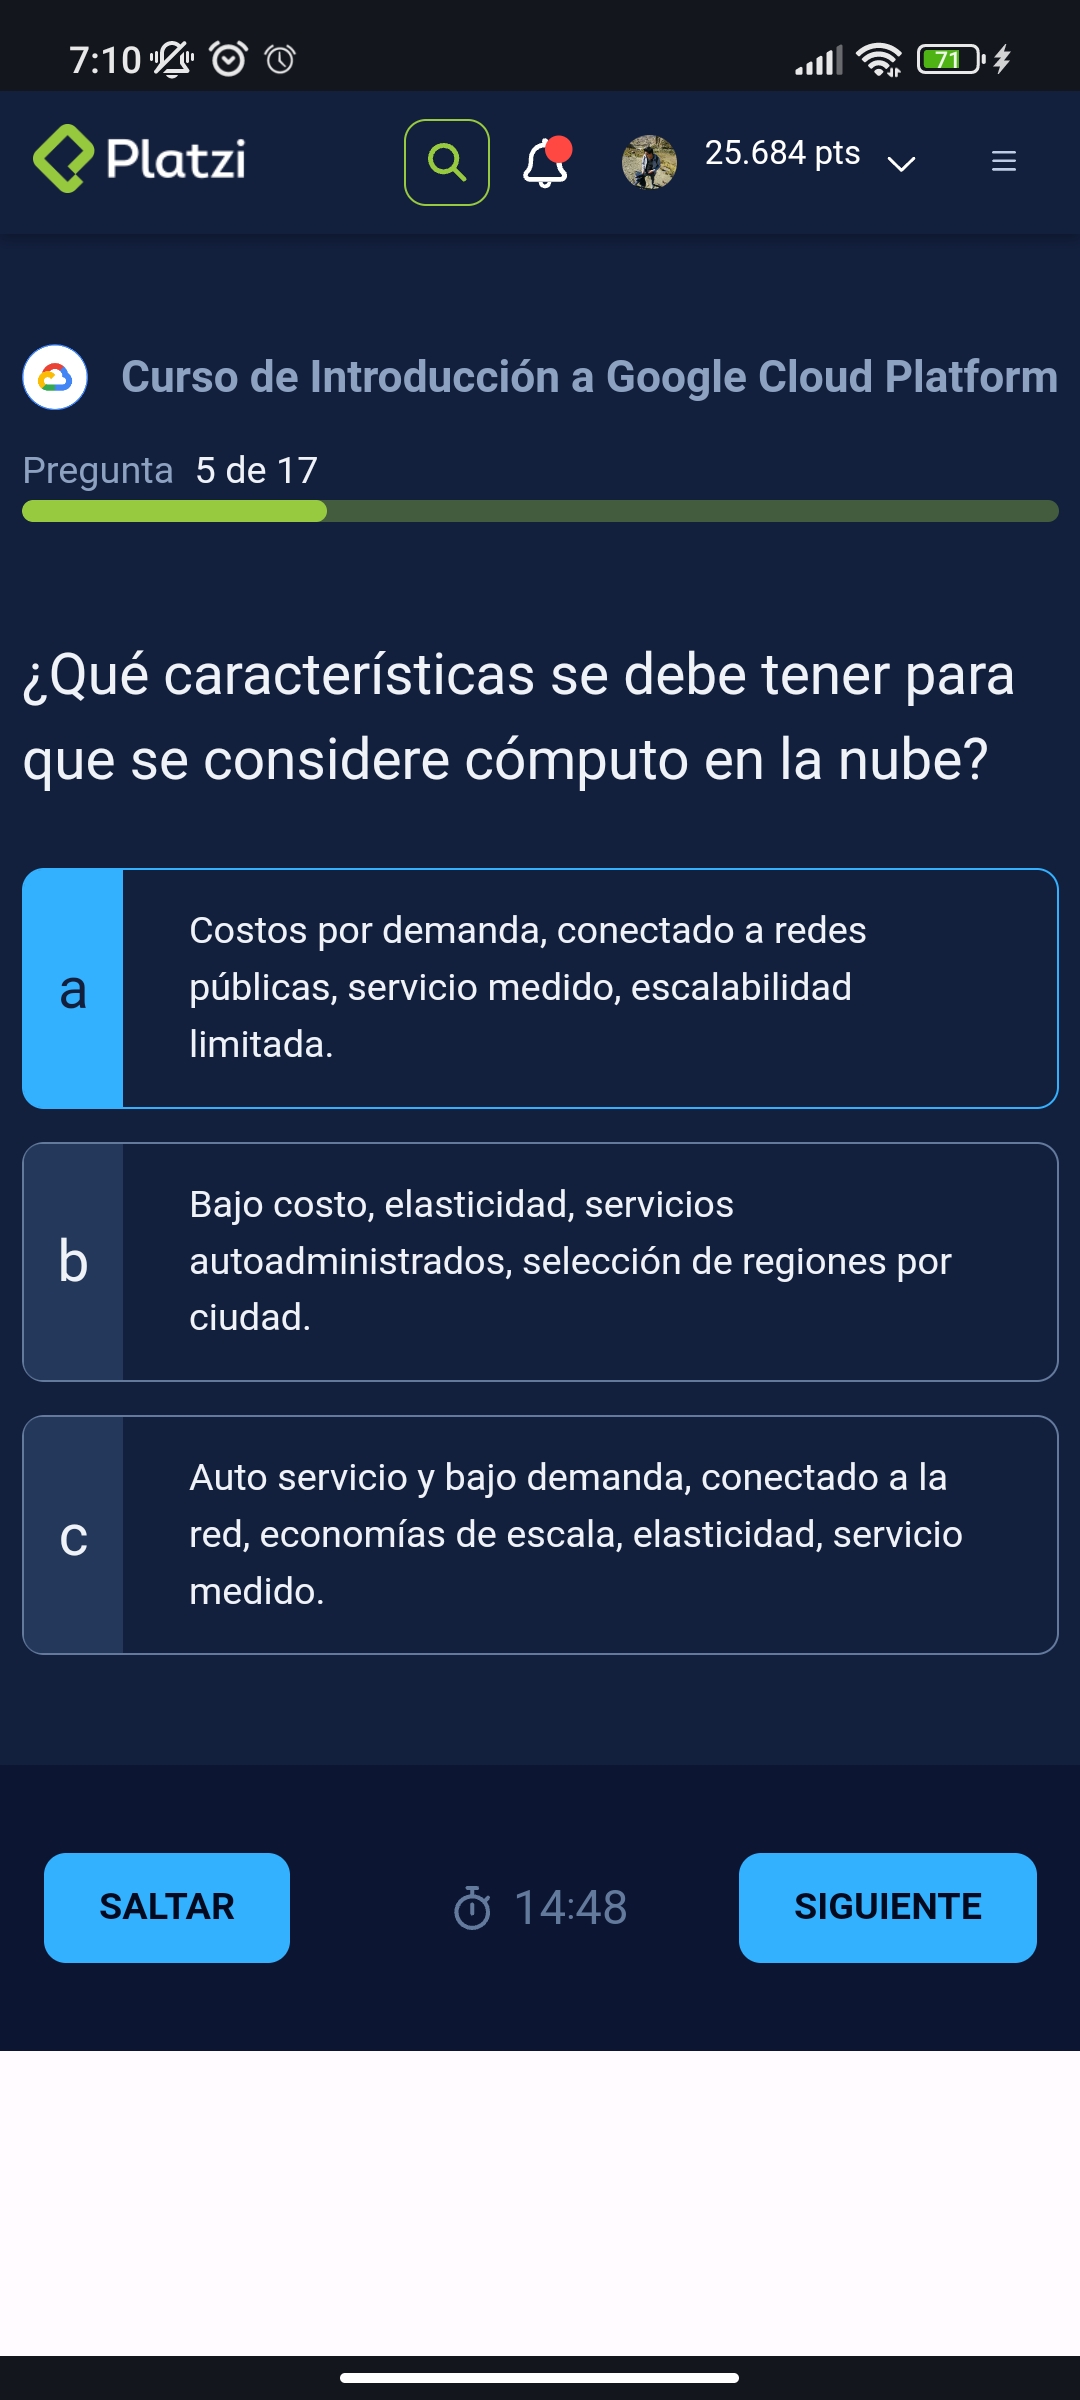 7:10
71
Platzi
25.684 pts
Curso de Introducción a Google Cloud Platform
Pregunta 5 de 17
¿Qué características se debe tener para
que se considere cómputo en la nube?
a
Costos por demanda, conectado a redes
públicas, servicio medido, escalabilidad
limitada.
b
Bajo costo, elasticidad, servicios
autoadministrados, selección de regiones por
ciudad.
c
Auto servicio y bajo demanda, conectado a la
red, economías de escala, elasticidad, servicio
medido.
SALTAR
14:48
SIGUIENTE